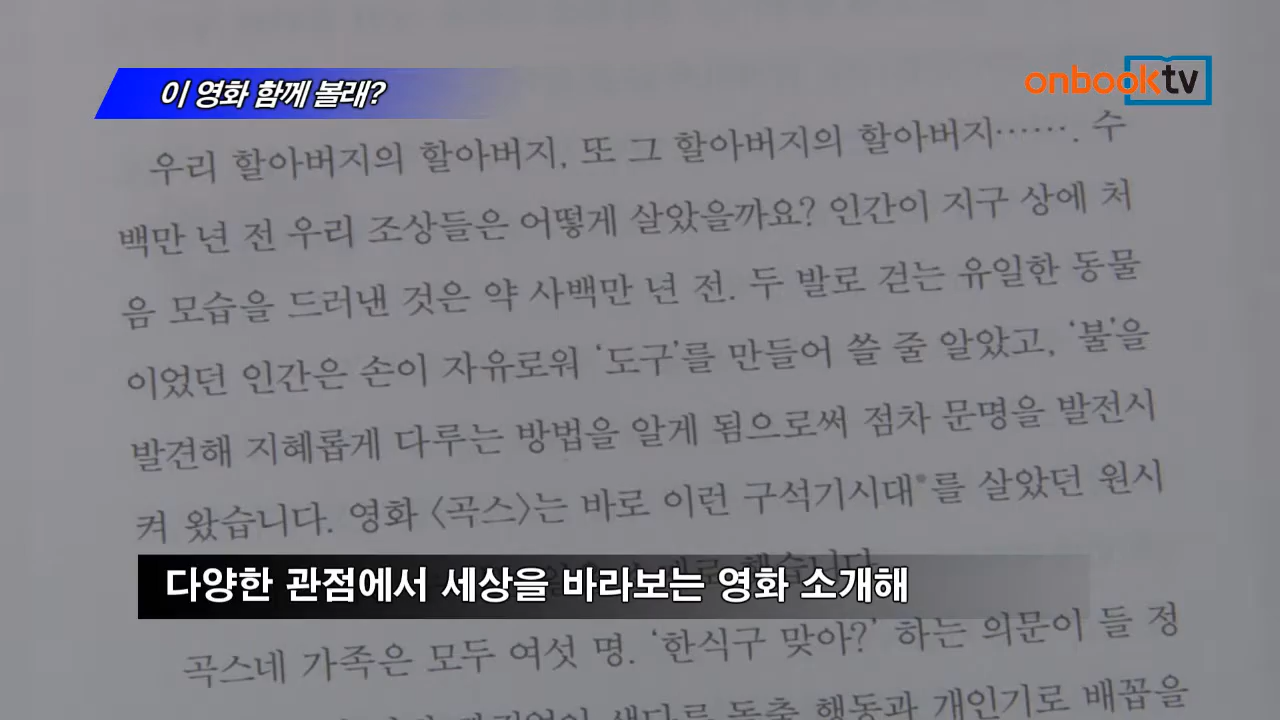 이 영화 함께 볼래?
onbooktv
우리 할아버지의 할아버지, 또 그 할아버지의 할아버지……. 수
백만 년 전 우리 조상들은 어떻게 살았을까요? 인간이 지구 상에 처
음 모습을 드러낸 것은 약 사백만 년 전. 두 발로 걷는 유일한 동물
이었던 인간은 손이 자유로워 ‘도구’를 만들어 쓸 줄 알았고, ‘불’을
발견해 지혜롭게 다루는 방법을 알게 됨으로써 점차 문명을 발전시
켜 왔습니다. 영화 〈곡스〉는 바로 이런 구석기시대*를 살았던 원시
다양한 관점에서 세상을 바라보는 영화 소개해
곡스네 가족은 모두 여섯 명. ‘한식구 맞아?’ 하는 의문이 들 정
행동과 개인기로 배꼽을